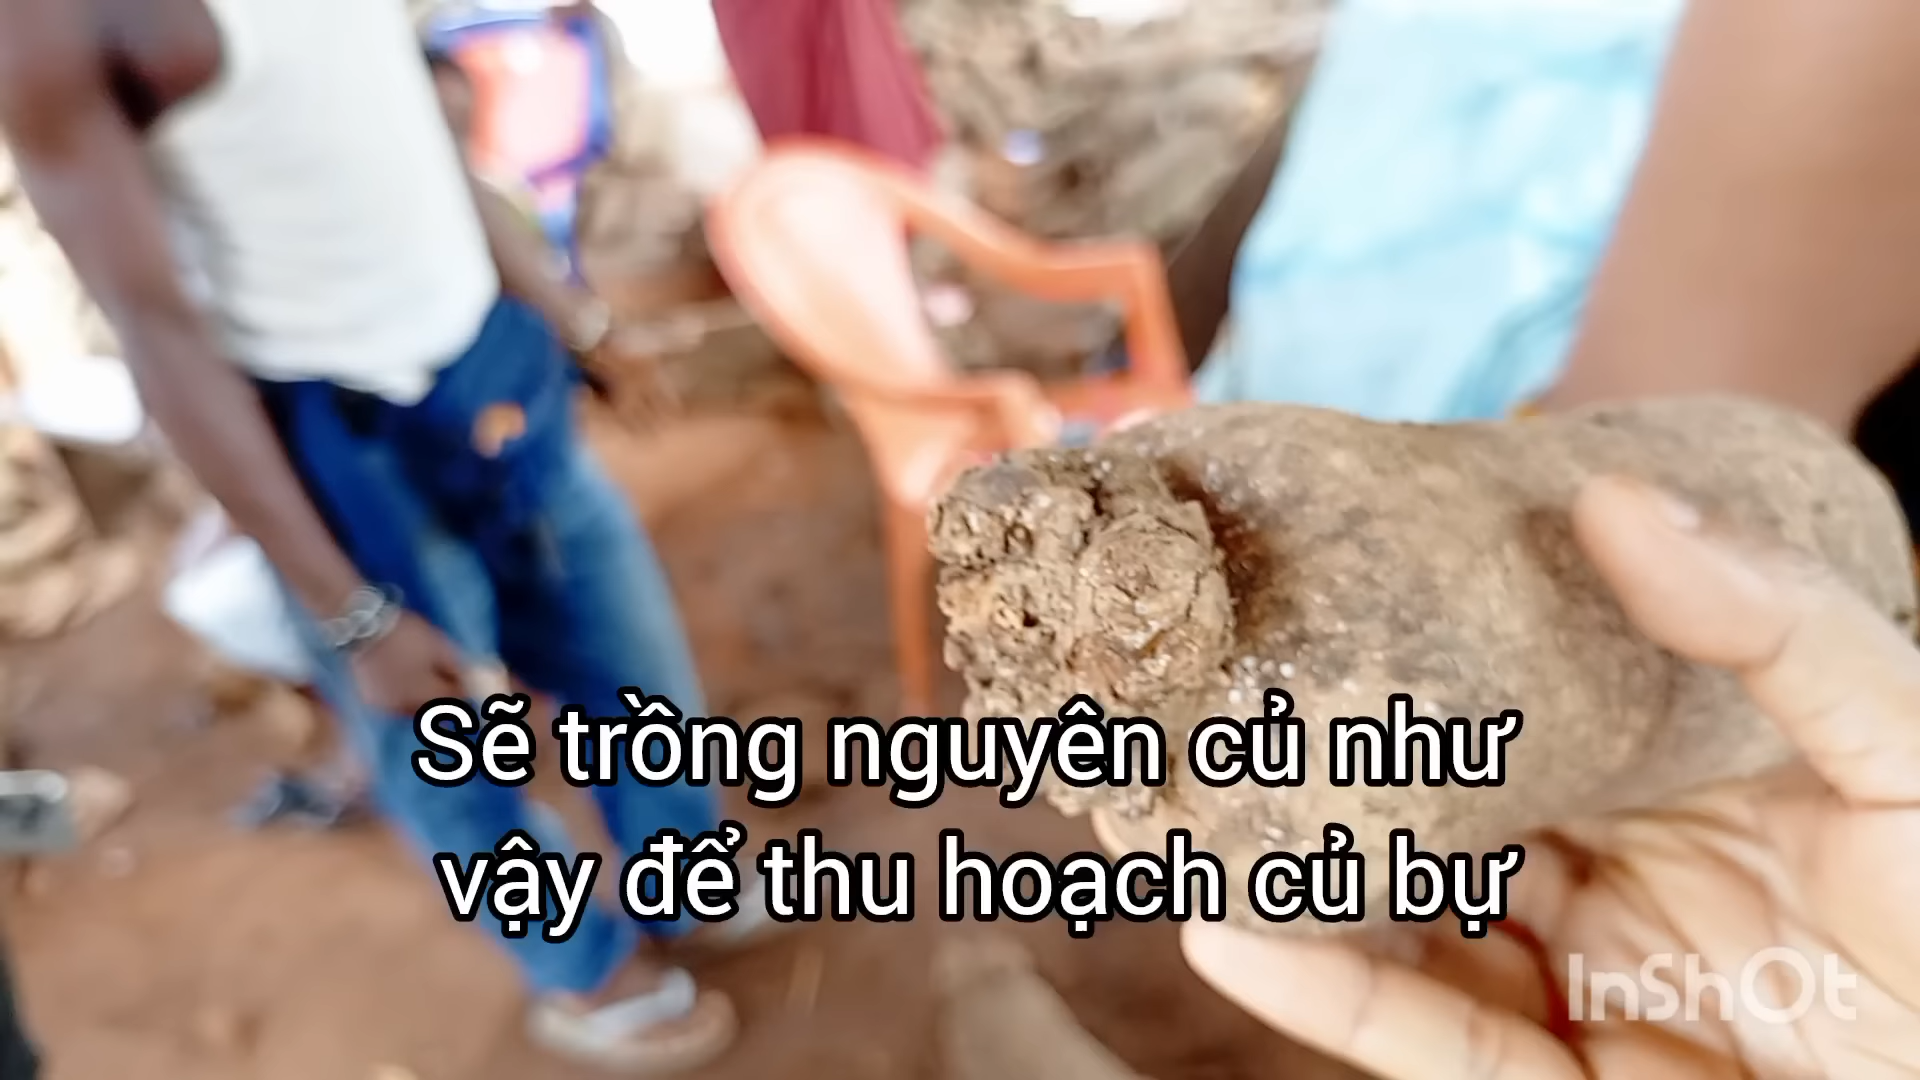 Sẽ trồng nguyên củ như
vậy để thu hoạch củ bự
InShOt